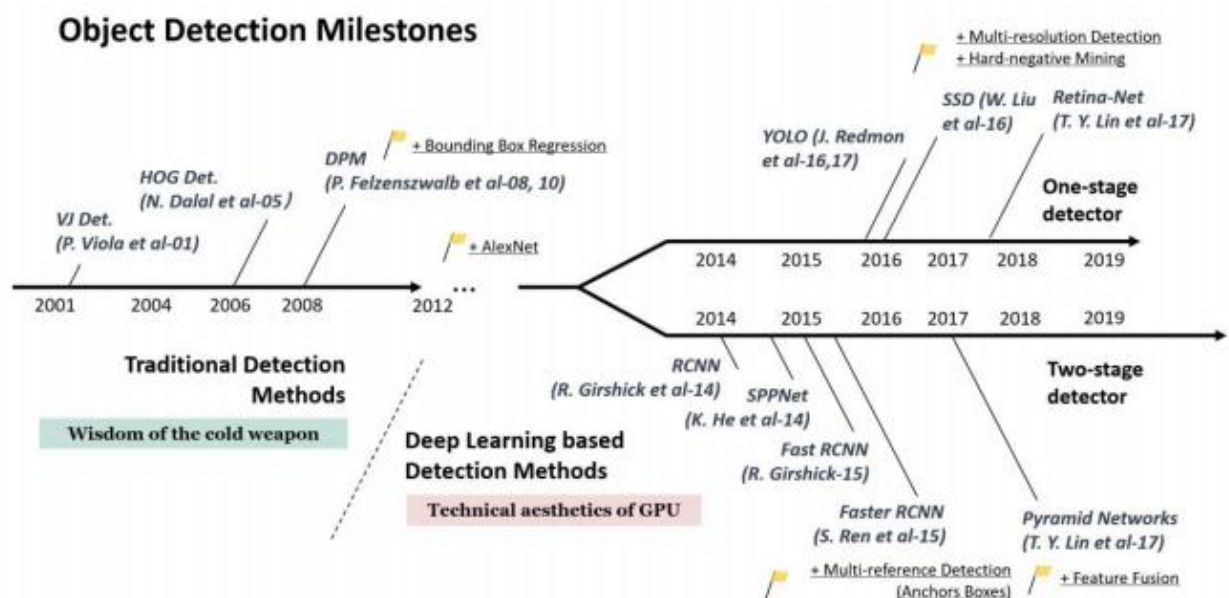 Object Detection Milestones
+ Multi-resolution Detection
+ Hard-negative Mining
SSD (W. Liu
et al-16)
Retina-Net
(T. Y. Lin et al-17)
YOLO (J. Redmon
et al-16,17)
+ Bounding Box Regression
DPM
(P. Felzenszwalb et al-08, 10)
HOG Det.
(N. Dalal et al-05)
VJ Det.
(P. Viola et al-01)
One-stage
detector
+ AlexNet
2014 2015 2016 2017 2018 2019
2001 2004 2006 2008 2012 ...
2014 2015 2016 2017 2018 2019
Traditional Detection
Methods
Wisdom of the cold weapon
Deep Learning based
Detection Methods
Technical aesthetics of GPU
RCNN
(R. Girshick et al-14)
SPPNet
(K. He et al-14)
Fast RCNN
(R. Girshick-15)
Faster RCNN
(S. Ren et al-15)
Two-stage
detector
Pyramid Networks
(T. Y. Lin et al-17)
+ Multi-reference Detection
(Anchors Boxes)
+ Feature Fusion